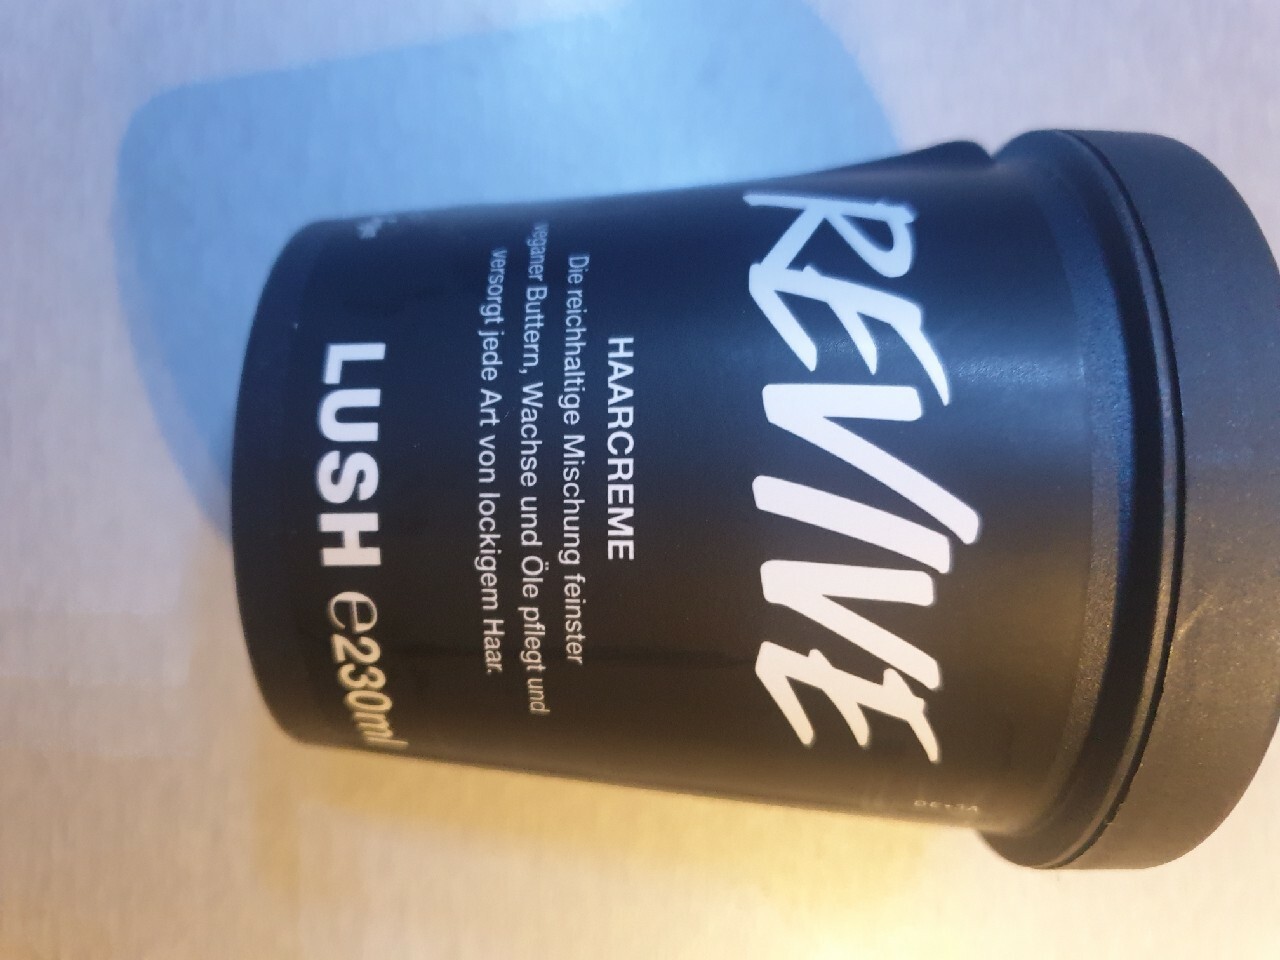 REVIVE
HAARCREME
Die reichhaltige Mischung feinster
veganer Buttern, Wachse und Öle pflegt und
versorgt jede Art von lockigem Haar.
LUSH e230ml